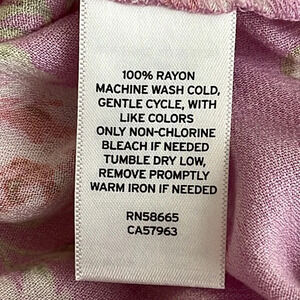 100% RAYON
MACHINE WASH COLD,
GENTLE CYCLE, WITH
LIKE COLORS
ONLY NON-CHLORINE
BLEACH IF NEEDED
TUMBLE DRY LOW,
REMOVE PROMPTLY
WARM IRON IF NEEDED
RN58665
CA57963